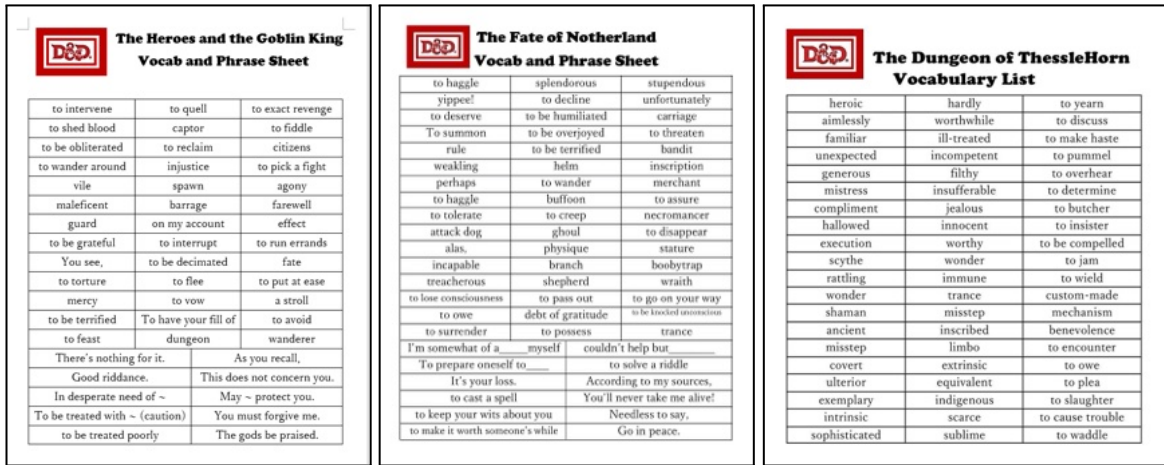 D&D
The Heroes and the Goblin King
Vocab and Phrase Sheet
to intervene to quell to exact revenge
to shed blood captor to fiddle
to be obliterated to reclaim citizens
to wander around injustice to pick a fight
vile spawn agony
maleficent barrage farewell
guard on my account effect
to be grateful to interrupt to run errands
You see, to be decimated fate
to torture to flee to put at ease
mercy to vow a stroll
to be terrified To have your fill of to avoid
to feast dungeon wanderer
There's nothing for it. As you recall,
Good riddance. This does not concern you.
In desperate need of ~ May ~ protect you.
To be treated with ~ (caution) You must forgive me.
to be treated poorly The gods be praised.
D&D
The Fate of Notherland
Vocab and Phrase Sheet
to haggle splendorous stupendous
yippee! to decline unfortunately
to deserve to be humiliated carriage
To summon to be overjoyed to threaten
rule to be terrified bandit
weakling helm inscription
perhaps to wander merchant
to haggle buffoon to assure
to tolerate to creep necromancer
attack dog ghoul to disappear
alas, physique stature
incapable branch boobytrap
treacherous shepherd wraith
to lose consciousness to pass out to go on your way
to owe debt of gratitude to be knocked unconscious
to surrender to possess trance
I'm somewhat of a_____myself couldn't help but________
To prepare oneself to____ to solve a riddle
It's your loss. According to my sources,
to cast a spell You'll never take me alive!
to keep your wits about you Needless to say,
to make it worth someone's while Go in peace.
D&D
The Dungeon of ThessleHorn
Vocabulary List
heroic hardly to yearn
aimlessly worthwhile to discuss
familiar ill-treated to make haste
unexpected incompetent to pummel
generous filthy to overhear
mistress insufferable to determine
compliment jealous to butcher
hallowed innocent to insister
execution worthy to be compelled
scythe wonder to jam
rattling immune to wield
wonder trance custom-made
shaman misstep mechanism
ancient inscribed benevolence
misstep limbo to encounter
covert extrinsic to owe
ulterior equivalent to plea
exemplary indigenous to slaughter
intrinsic scarce to cause trouble
sophisticated sublime to waddle